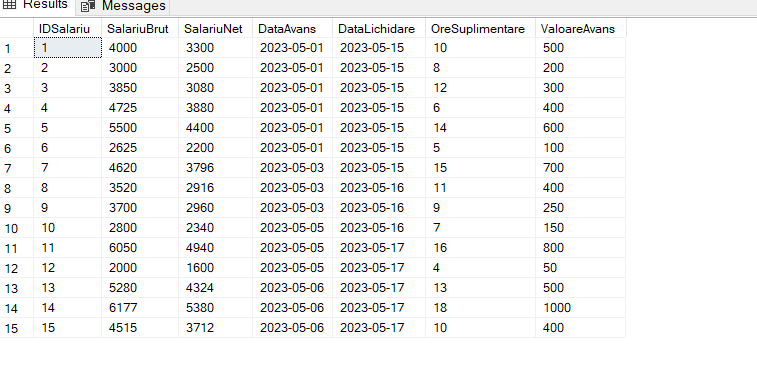 Results Messages
IDSalariu SalariuBrut SalariuNet DataAvans DataLichidare OreSuplimentare ValoareAvans
1 1 4000 3300 2023-05-01 2023-05-15 10 500
2 2 3000 2500 2023-05-01 2023-05-15 8 200
3 3 3850 3080 2023-05-01 2023-05-15 12 300
4 4 4725 3880 2023-05-01 2023-05-15 6 400
5 5 5500 4400 2023-05-01 2023-05-15 14 600
6 6 2625 2200 2023-05-01 2023-05-15 5 100
7 7 4620 3796 2023-05-03 2023-05-15 15 700
8 8 3520 2916 2023-05-03 2023-05-16 11 400
9 9 3700 2960 2023-05-03 2023-05-16 9 250
10 10 2800 2340 2023-05-05 2023-05-16 7 150
11 11 6050 4940 2023-05-05 2023-05-17 16 800
12 12 2000 1600 2023-05-05 2023-05-17 4 50
13 13 5280 4324 2023-05-06 2023-05-17 13 500
14 14 6177 5380 2023-05-06 2023-05-17 18 1000
15 15 4515 3712 2023-05-06 2023-05-17 10 400